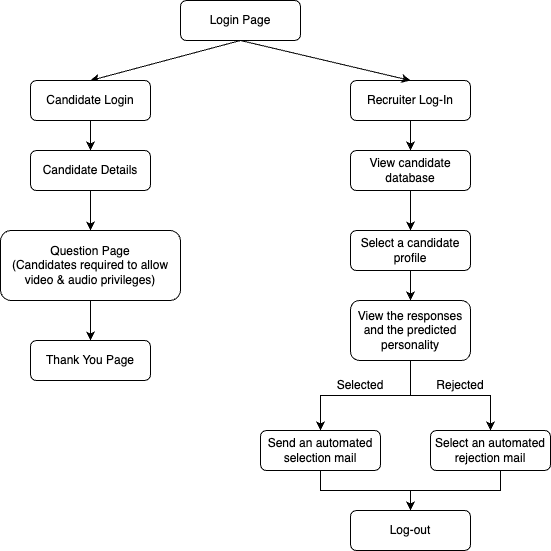 Login Page
Candidate Login
Recruiter Log-In
Candidate Details
View candidate
database
Question Page
(Candidates required to allow
video & audio privileges)
Select a candidate
profile
Thank You Page
View the responses
and the predicted
personality
Selected
Rejected
Send an automated
selection mail
Select an automated
rejection mail
Log-out